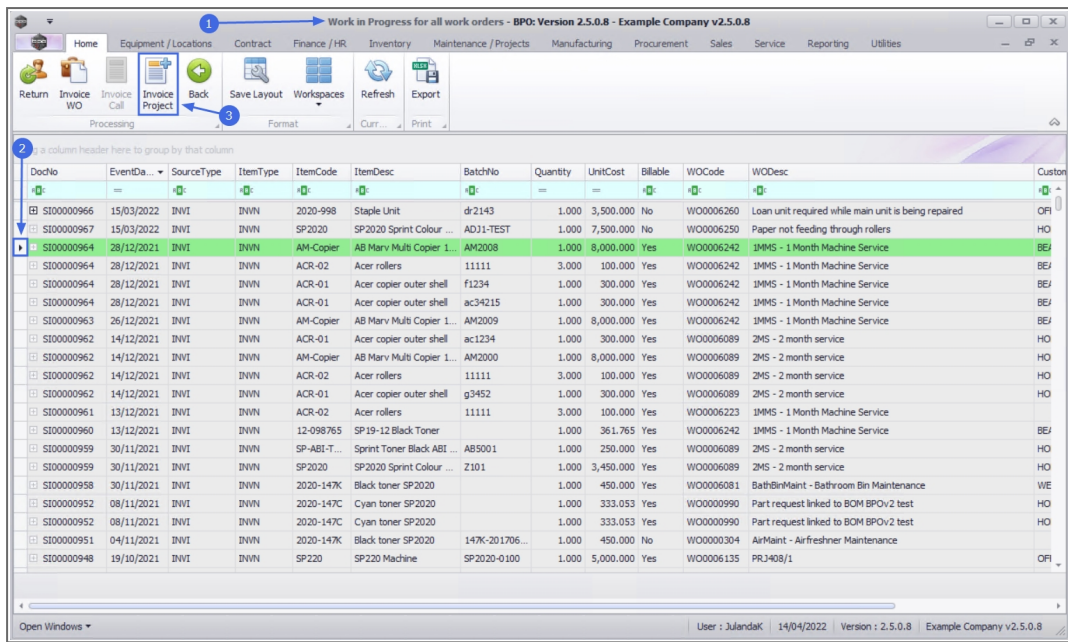 1
Work in Progress for all work orders - BPO: Version 2.5.0.8 - Example Company v2.5.0.8
Home Equipment / Locations Contract Finance / HR Inventory Maintenance / Projects Manufacturing Procurement Sales Service Reporting Utilities
Return Invoice WO Invoice Call Invoice Project Back Save Layout Workspaces Refresh Export
3
Processing Format Curr... Print
2
g a column header here to group by that column
DocNo EventDa... SourceType ItemType ItemCode ItemDesc BatchNo Quantity UnitCost Billable WOCode WODesc Custon
SI00000966 15/03/2022 INVI INVN 2020-998 Staple Unit dr2143 1.000 3,500.000 No WO0006260 Loan unit required while main unit is being repaired OFI
SI00000967 15/03/2022 INVI INVN SP2020 SP2020 Sprint Colour ... ADJ1-TEST 1.000 7,500.000 No WO0006250 Paper not feeding through rollers HO
SI00000964 28/12/2021 INVI INVN AM-Copier AB Marv Multi Copier 1... AM2008 1.000 8,000.000 Yes WO0006242 1MMS - 1 Month Machine Service BEA
SI00000964 28/12/2021 INVI INVN ACR-02 Acer rollers 11111 3.000 100.000 Yes WO0006242 1MMS - 1 Month Machine Service BEA
SI00000964 28/12/2021 INVI INVN ACR-01 Acer copier outer shell f1234 1.000 300.000 Yes WO0006242 1MMS - 1 Month Machine Service BEA
SI00000964 28/12/2021 INVI INVN ACR-01 Acer copier outer shell ac34215 1.000 300.000 Yes WO0006242 1MMS - 1 Month Machine Service BEA
SI00000963 26/12/2021 INVI INVN AM-Copier AB Marv Multi Copier 1... AM2009 1.000 8,000.000 Yes WO0006242 1MMS - 1 Month Machine Service BEA
SI00000962 14/12/2021 INVI INVN ACR-01 Acer copier outer shell ac1234 1.000 300.000 Yes WO0006089 2MS - 2 month service HO
SI00000962 14/12/2021 INVI INVN AM-Copier AB Marv Multi Copier 1... AM2000 1.000 8,000.000 Yes WO0006089 2MS - 2 month service HO
SI00000962 14/12/2021 INVI INVN ACR-02 Acer rollers 11111 3.000 100.000 Yes WO0006089 2MS - 2 month service HO
SI00000962 14/12/2021 INVI INVN ACR-01 Acer copier outer shell g3452 1.000 300.000 Yes WO0006089 2MS - 2 month service HO
SI00000961 13/12/2021 INVI INVN ACR-02 Acer rollers 11111 3.000 100.000 Yes WO0006223 1MMS - 1 Month Machine Service
SI00000960 13/12/2021 INVI INVN 12-098765 SP19-12 Black Toner 1.000 361.765 Yes WO0006242 1MMS - 1 Month Machine Service BEA
SI00000959 30/11/2021 INVI INVN SP-ABI-T... Sprint Toner Black ABI ... AB5001 1.000 250.000 Yes WO0006089 2MS - 2 month service HO
SI00000959 30/11/2021 INVI INVN SP2020 SP2020 Sprint Colour ... Z101 1.000 3,450.000 Yes WO0006089 2MS - 2 month service HO
SI00000958 30/11/2021 INVI INVN 2020-147K Black toner SP2020 1.000 450.000 Yes WO0006081 BathBinMaint - Bathroom Bin Maintenance WE
SI00000952 08/11/2021 INVI INVN 2020-147C Cyan toner SP2020 1.000 333.053 Yes WO0000990 Part request linked to BOM BPOv2 test HO
SI00000952 08/11/2021 INVI INVN 2020-147C Cyan toner SP2020 1.000 333.053 Yes WO0000990 Part request linked to BOM BPOv2 test HO
SI00000951 04/11/2021 INVI INVN 2020-147K Black toner SP2020 147K-201706... 1.000 450.000 No WO0000304 AirMaint - Airfreshner Maintenance
SI00000948 19/10/2021 INVI INVN SP220 SP220 Machine SP2020-0100 1.000 5,000.000 Yes WO0006135 PRJ408/1 OFI
Open Windows User : JulandaK 14/04/2022 Version : 2.5.0.8 Example Company v2.5.0.8